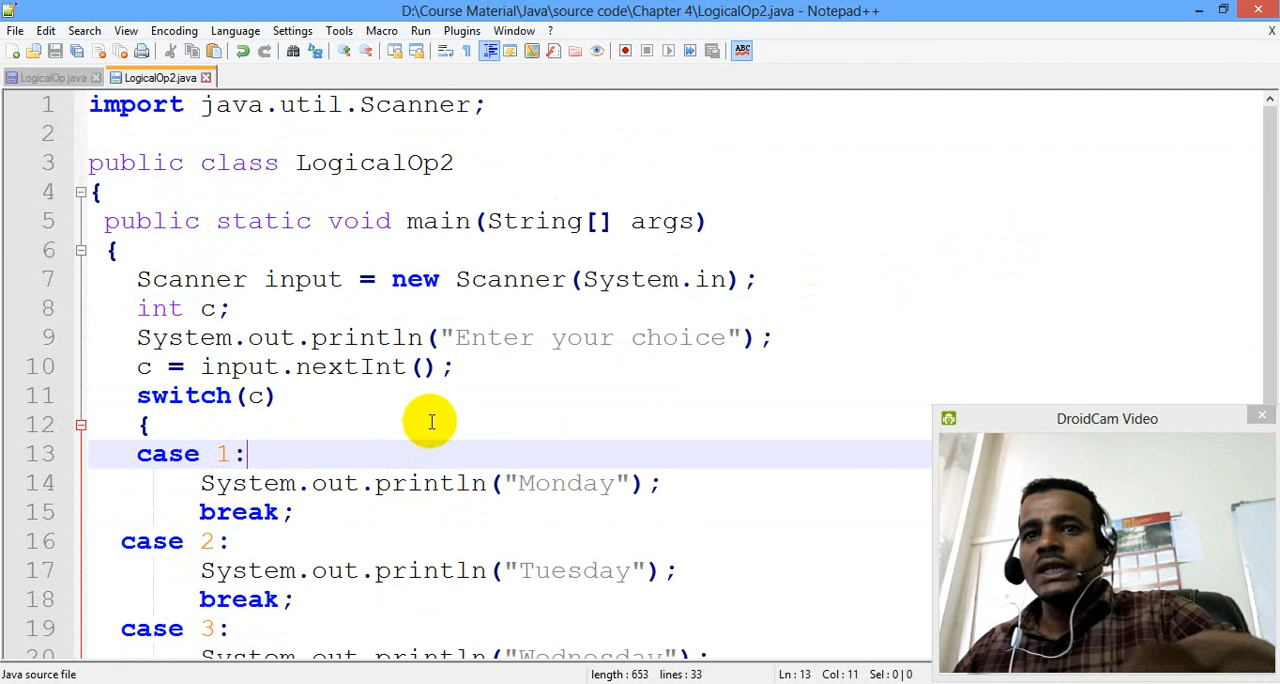 D:\Course Material\Java\source code\Chapter 4\LogicalOp2.java - Notepad++
File Edit Search View Encoding Language Settings Tools Macro Run Plugins Window ? X
ABC
LogicalOp.java LogicalOp2.java
1 import java.util.Scanner;
2
3 public class LogicalOp2
4 {
5 public static void main(String[] args)
6 {
7 Scanner input = new Scanner(System.in);
8 int c;
9 System.out.println("Enter your choice");
10 c = input.nextInt();
11 switch(c)
12 {
13 case 1:
14 System.out.println("Monday");
15 break;
16 case 2:
17 System.out.println("Tuesday");
18 break;
19 case 3:
20 System.out.println("Wednesday");
DroidCam Video
Java source file length : 653 lines : 33 Ln : 13 Col : 11 Sel : 0 | 0